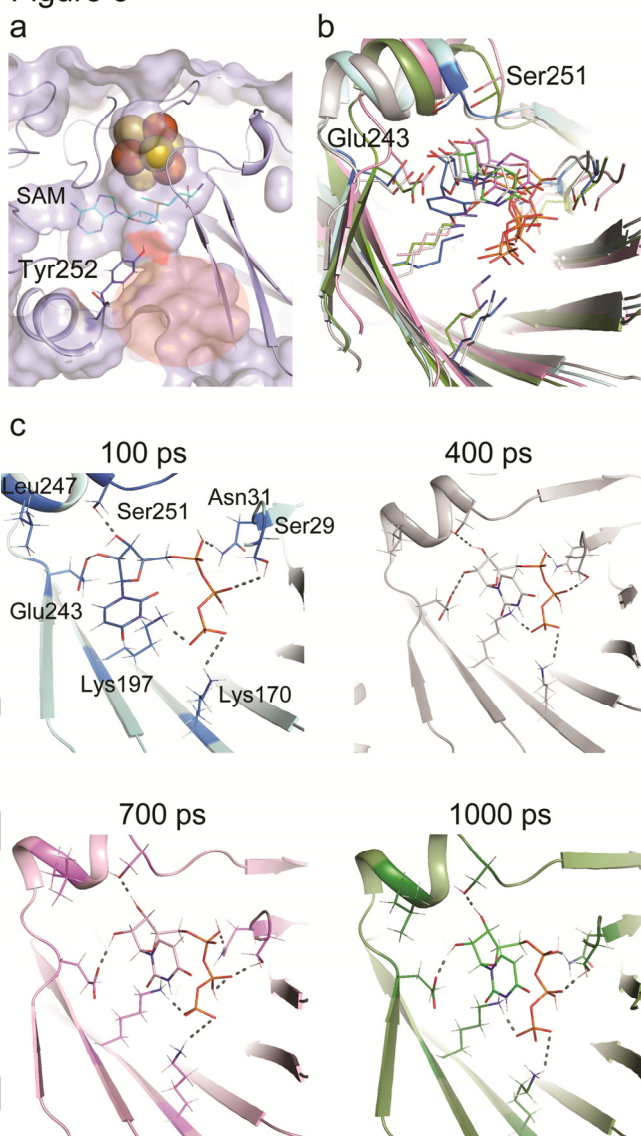 a
b
SAM
Tyr252
Glu243
Ser251
c
100 ps
400 ps
Leu247
Ser251
Asn31
Ser29
Glu243
Lys197
Lys170
700 ps
1000 ps